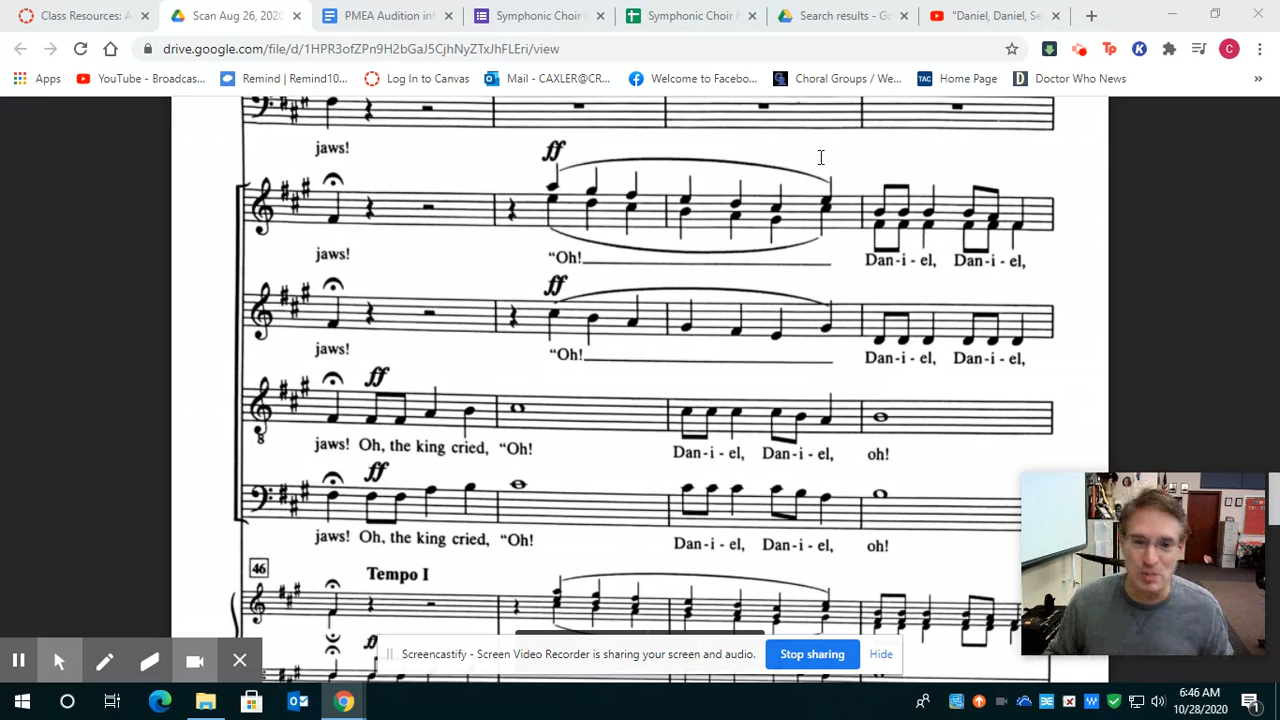 Class Resources: A
Scan Aug 26, 2020
PMEA Audition inf
Symphonic Choir I
Symphonic Choir /
Search results - Go
"Daniel, Daniel, Se
drive.google.com/file/d/1HPR3ofZPn9H2bGaJ5CjhNyZTxJhFLEri/view
Apps
YouTube - Broadcas...
Remind | Remind10...
Log In to Canvas
Mail - CAXLER@CR...
Welcome to Facebo...
Choral Groups / We...
TAC Home Page
Doctor Who News
jaws!
ff
jaws! "Oh! Dan - i - el, Dan - i - el,
ff
jaws! "Oh! Dan - i - el, Dan - i - el,
ff
jaws! Oh, the king cried, "Oh! Dan - i - el, Dan - i - el, oh!
ff
jaws! Oh, the king cried, "Oh! Dan - i - el, Dan - i - el, oh!
46
Tempo I
Screencastify - Screen Video Recorder is sharing your screen and audio.
Stop sharing
Hide
6:46 AM
10/28/2020